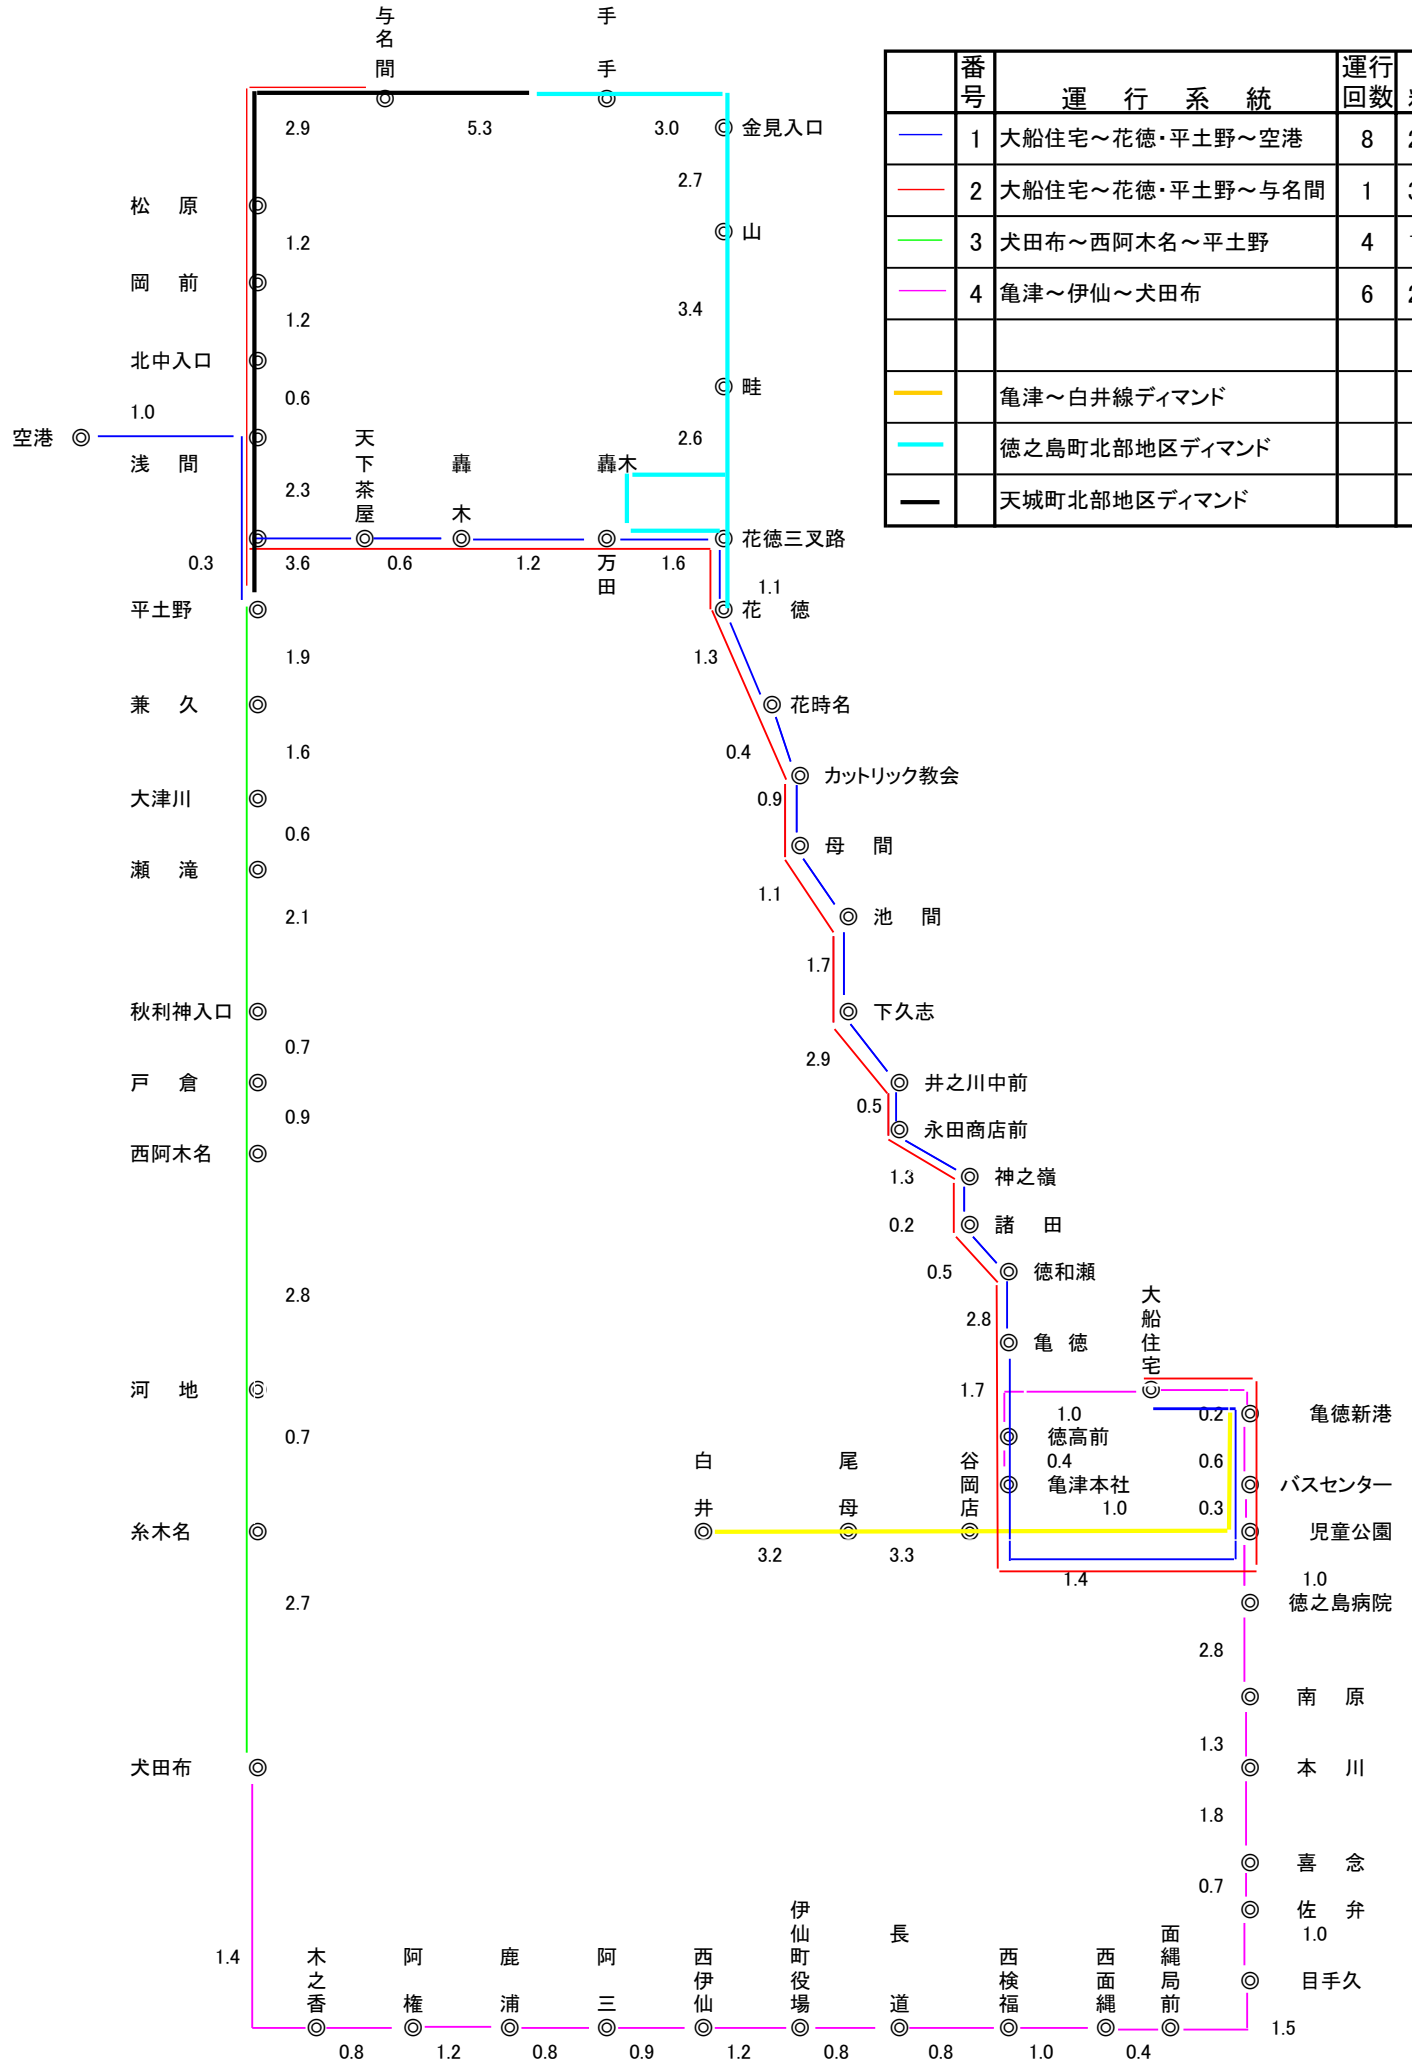 与名間
手 手
番号
運 行 系 統
運行回数
1 大船住宅～花徳・平土野～空港 8
2 大船住宅～花徳・平土野～与名間 1
3 犬田布～西阿木名～平土野 4
4 亀津～伊仙～犬田布 6
亀津～白井線ディマンド
徳之島町北部地区ディマンド
天城町北部地区ディマンド
2.9
5.3
3.0
金見入口
2.7
松 原
山
1.2
岡 前
3.4
1.2
北中入口
畦
0.6
1.0
空港
2.6
浅 間
天下茶屋
轟 木
轟木
2.3
花徳三叉路
0.3
3.6
0.6
1.2
万田
1.6
1.1
平土野
花 徳
1.9
1.3
兼 久
花時名
1.6
0.4
カットリック教会
大津川
0.9
0.6
母 間
瀬 滝
1.1
2.1
池 間
1.7
秋利神入口
下久志
0.7
2.9
戸 倉
井之川中前
0.9
0.5
永田商店前
西阿木名
1.3
神之嶺
0.2
諸 田
0.5
徳和瀬
2.8
2.8
大船住宅
亀 徳
河 地
1.7
1.0
0.2
亀徳新港
0.7
徳高前
白 井
尾 母
谷岡店
0.4
0.6
亀津本社
バスセンター
1.0
0.3
糸木名
児童公園
3.2
3.3
1.4
1.0
2.7
徳之島病院
2.8
南 原
1.3
犬田布
本 川
1.8
喜 念
0.7
佐 弁
1.0
1.4
木之香
阿 権
鹿 浦
阿 三
西伊仙
伊仙町役場
長 道
西検福
西面縄
面縄局前
目手久
1.5
0.8
1.2
0.8
0.9
1.2
0.8
0.8
1.0
0.4